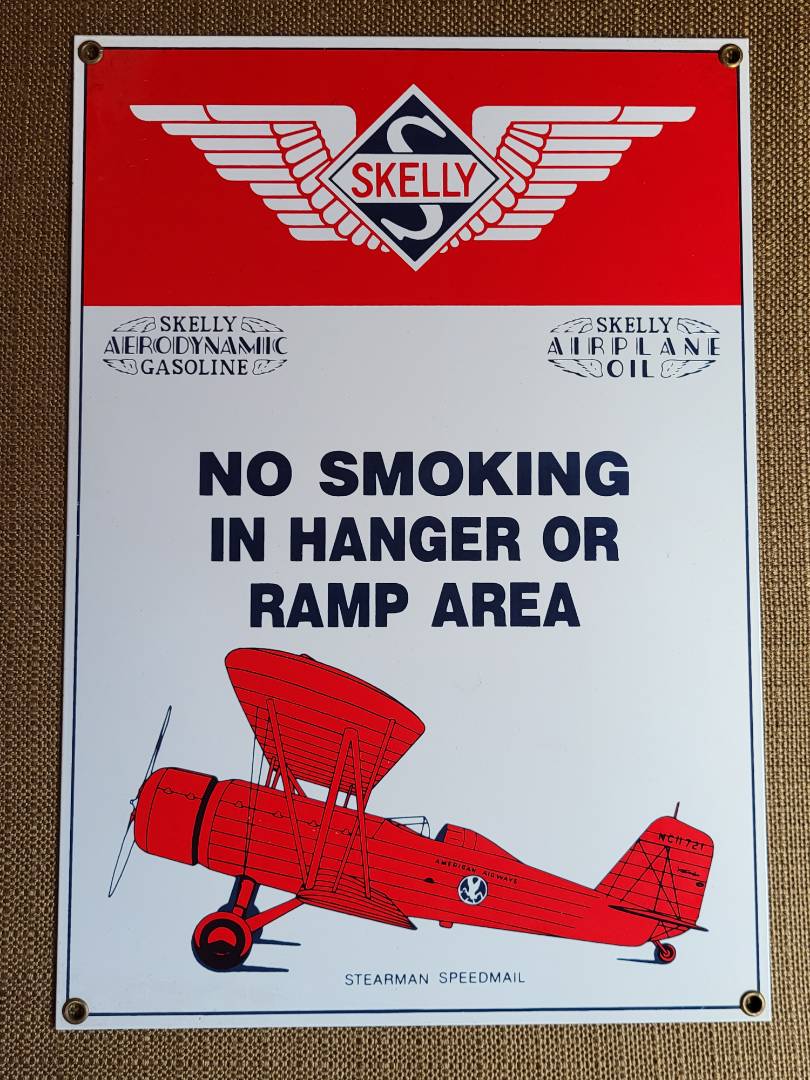 S
SKELLY
SKELLY
AERODYNAMIC
GASOLINE
SKELLY
AIRPLANE
OIL
NO SMOKING
IN HANGER OR
RAMP AREA
NC11721
AMERICAN AIRWAYS
STEARMAN SPEEDMAIL